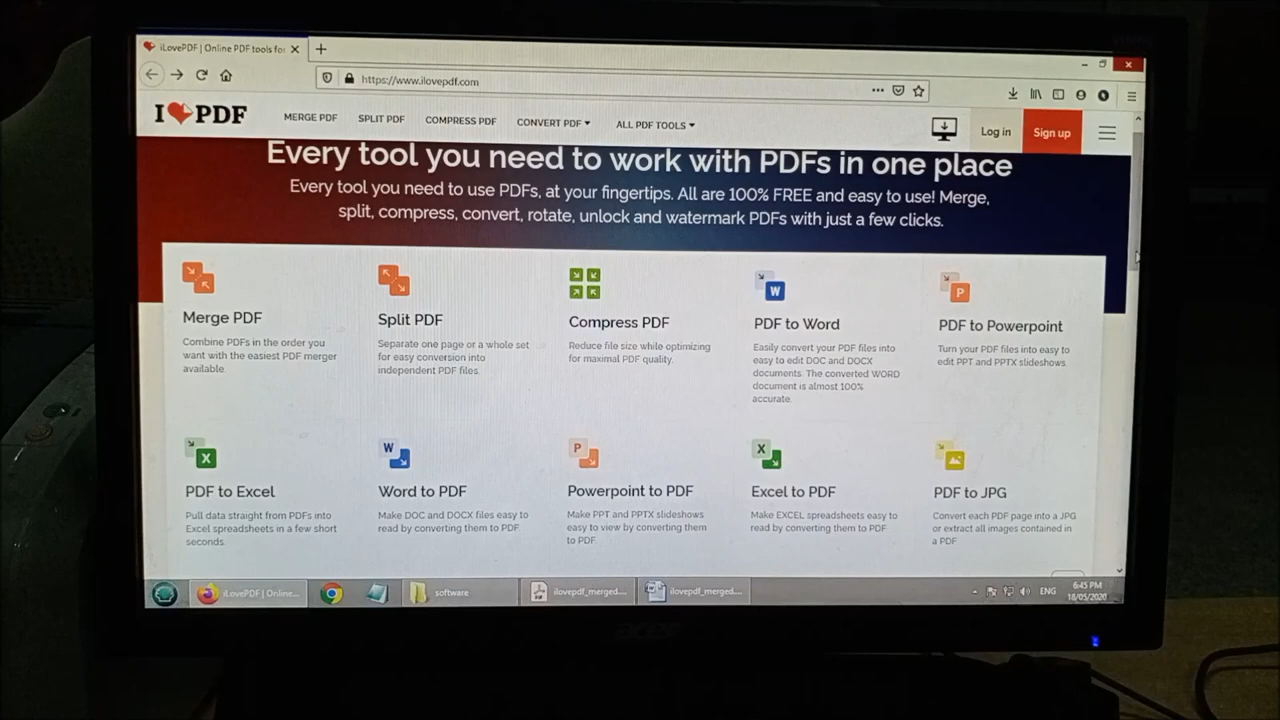 iLovePDF | Online PDF tools for
https://www.ilovepdf.com
I PDF
MERGE PDF
SPLIT PDF
COMPRESS PDF
CONVERT PDF
ALL PDF TOOLS
Log in
Sign up
Every tool you need to work with PDFs in one place
Every tool you need to use PDFs, at your fingertips. All are 100% FREE and easy to use! Merge,
split, compress, convert, rotate, unlock and watermark PDFs with just a few clicks.
Merge PDF
Combine PDFs in the order you
want with the easiest PDF merger
available.
Split PDF
Separate one page or a whole set
for easy conversion into
independent PDF files.
Compress PDF
Reduce file size while optimizing
for maximal PDF quality.
W
PDF to Word
Easily convert your PDF files into
easy to edit DOC and DOCX
documents. The converted WORD
document is almost 100%
accurate.
P
PDF to Powerpoint
Turn your PDF files into easy to
edit PPT and PPTX slideshows.
X
PDF to Excel
Pull data straight from PDFs into
Excel spreadsheets in a few short
seconds.
W
Word to PDF
Make DOC and DOCX files easy to
read by converting them to PDF.
P
Powerpoint to PDF
Make PPT and PPTX slideshows
easy to view by converting them
to PDF.
X
Excel to PDF
Make EXCEL spreadsheets easy to
read by converting them to PDF.
PDF to JPG
Convert each PDF page into a JPG
or extract all images contained in
a PDF.
iLovePDF | Online...
software
ilovepdf_merged....
ilovepdf_merged....
ENG
6:45 PM
18/05/2020
acer